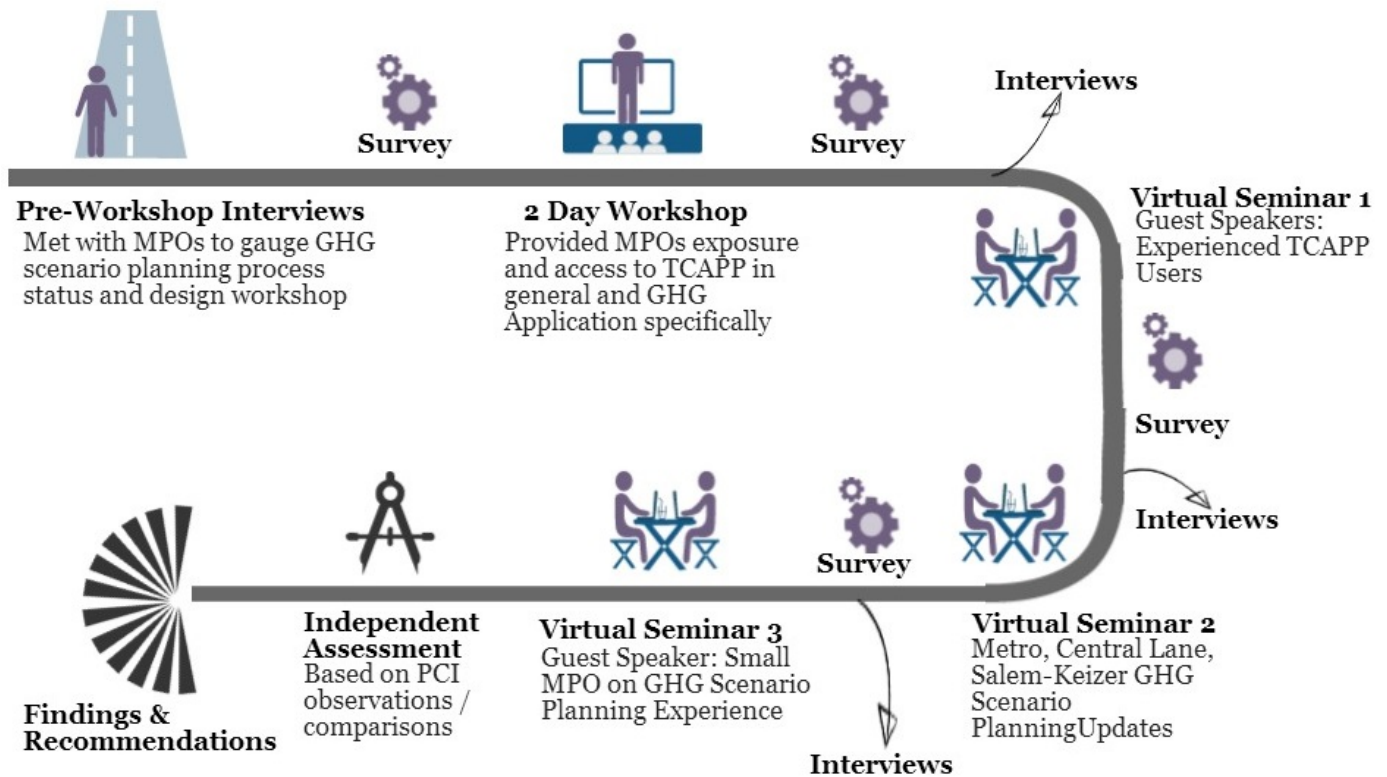 Survey
Survey
Interviews
Pre-Workshop Interviews
Met with MPOs to gauge GHG
scenario planning process
status and design workshop
2 Day Workshop
Provided MPOs exposure
and access to TCAPP in
general and GHG
Application specifically
Virtual Seminar 1
Guest Speakers:
Experienced TCAPP
Users
Survey
Interviews
Virtual Seminar 2
Metro, Central Lane,
Salem-Keizer GHG
Scenario
PlanningUpdates
Survey
Interviews
Virtual Seminar 3
Guest Speaker: Small
MPO on GHG Scenario
Planning Experience
Independent
Assessment
Based on PCI
observations /
comparisons
Findings &
Recommendations